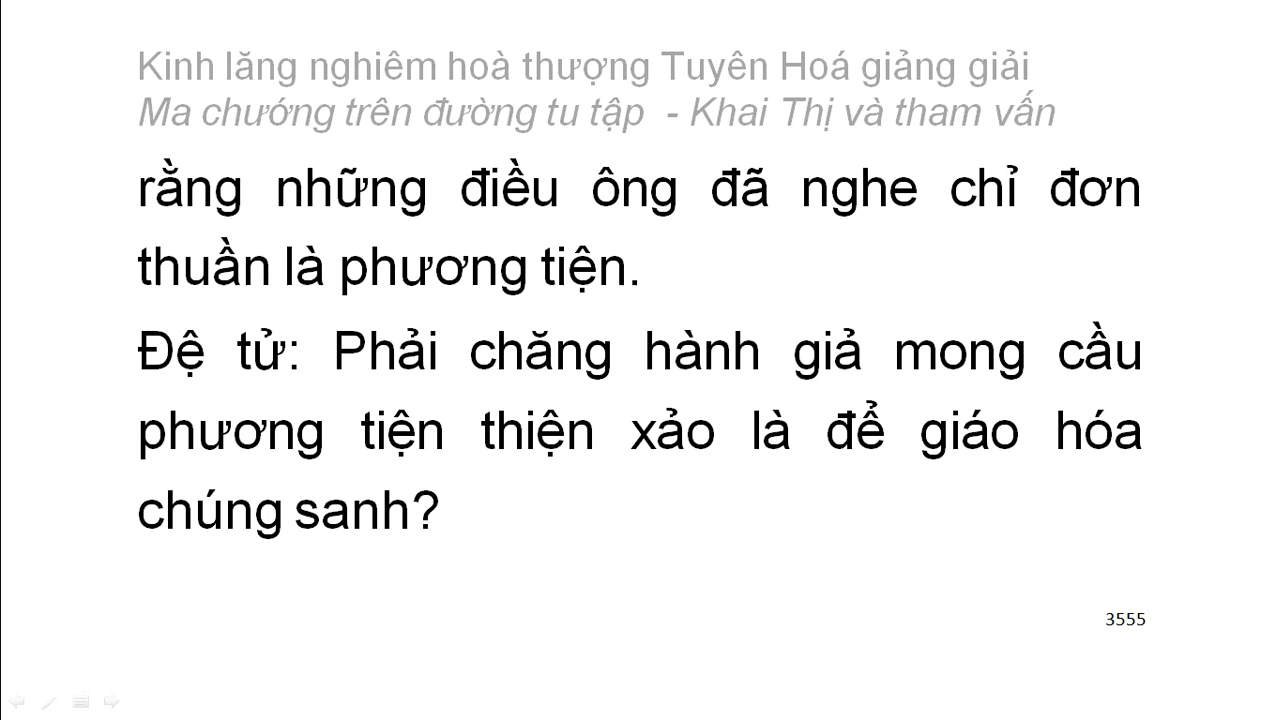 Kinh lăng nghiêm hoà thượng Tuyên Hoá giảng giải
Ma chướng trên đường tu tập - Khai Thị và tham vấn
rằng những điều ông đã nghe chỉ đơn
thuần là phương tiện.
Đệ tử: Phải chăng hành giả mong cầu
phương tiện thiện xảo là để giáo hóa
chúng sanh?
3555